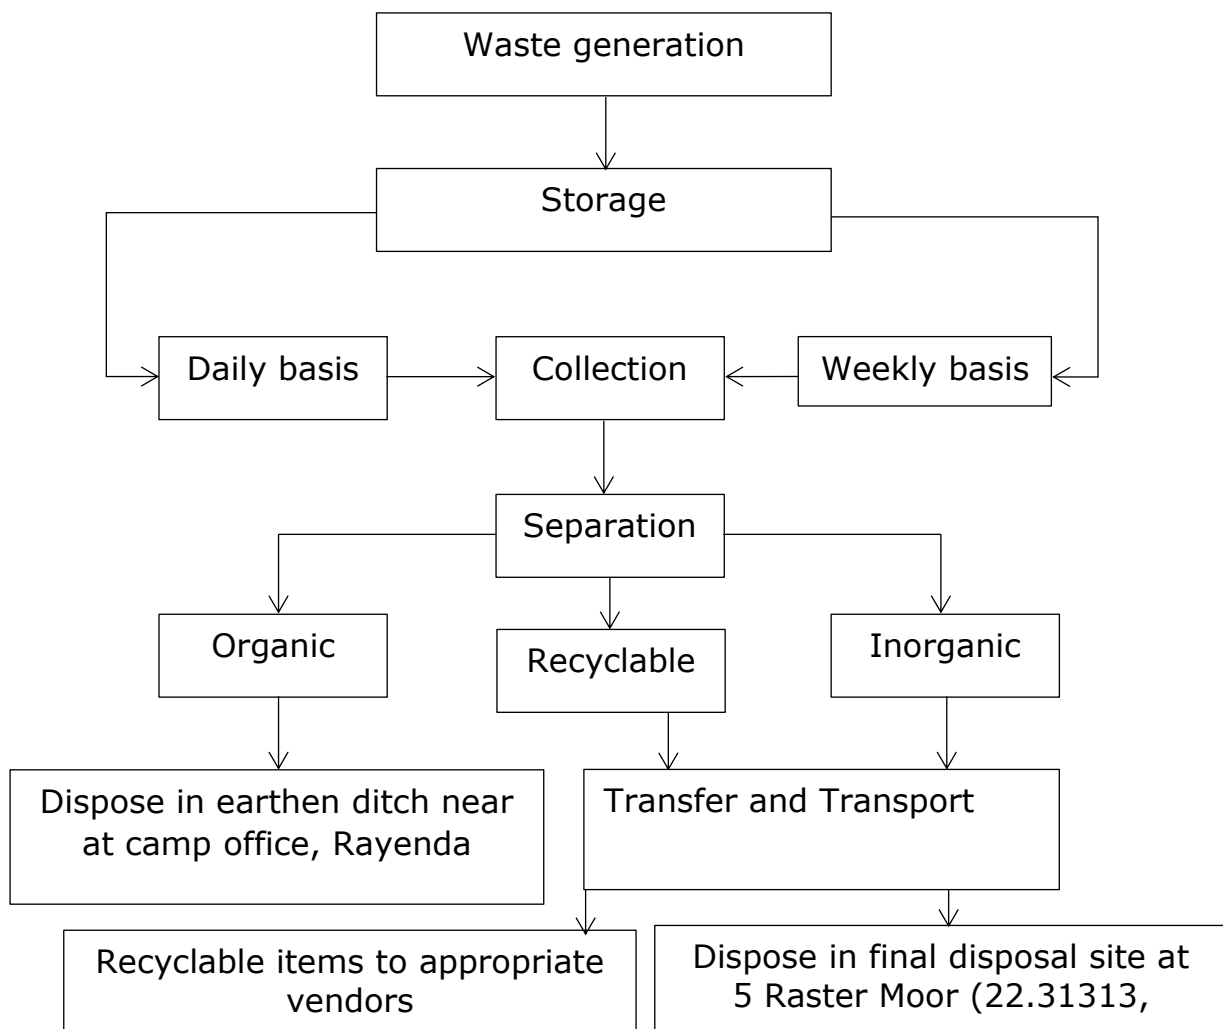 Waste generation
Storage
Daily basis
Collection
Weekly basis
Separation
Organic
Recyclable
Inorganic
Dispose in earthen ditch near
at camp office, Rayenda
Transfer and Transport
Recyclable items to appropriate
vendors
Dispose in final disposal site at
5 Raster Moor (22.31313,